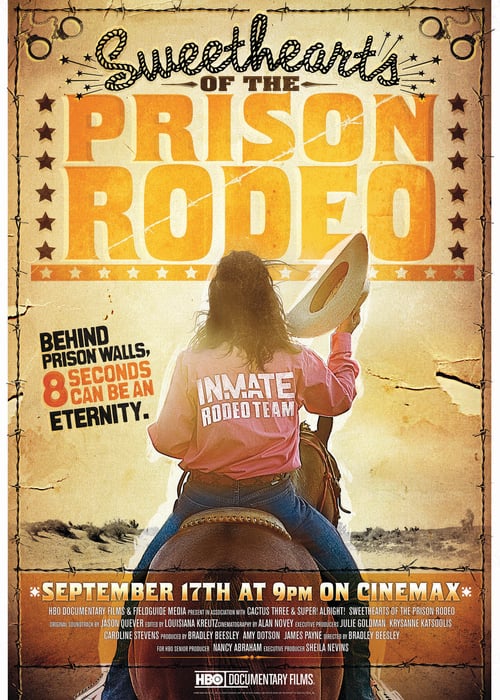 Sweethearts
OF THE
PRISON
RODEO
BEHIND
PRISON WALLS,
8 SECONDS
CAN BE AN
ETERNITY.
INMATE
RODEO TEAM
*SEPTEMBER 17TH AT 9PM ON CINEMAX*
HBO DOCUMENTARY FILMS & FIELDGUIDE MEDIA PRESENT IN ASSOCIATION WITH CACTUS THREE & SUPER! ALRIGHT! SWEETHEARTS OF THE PRISON RODEO
ORIGINAL SOUNDTRACK BY JASON QUEVER EDITED BY LOUISIANA KREUTZ CINEMATOGRAPHY BY ALAN NOVEY EXECUTIVE PRODUCERS JULIE GOLDMAN KRYSANNE KATSOOLIS
CAROLINE STEVENS PRODUCED BY BRADLEY BEESLEY AMY DOTSON JAMES PAYNE DIRECTED BY BRADLEY BEESLEY
FOR HBO SENIOR PRODUCER NANCY ABRAHAM EXECUTIVE PRODUCER SHEILA NEVINS
HBO DOCUMENTARY FILMS.